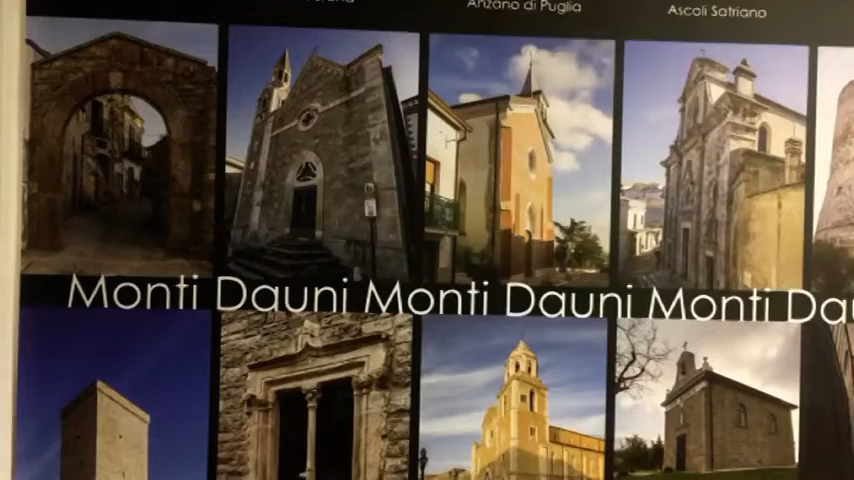 Anzano di Puglia
Ascoli Satriano
Monti Dauni Monti Dauni Monti Dau